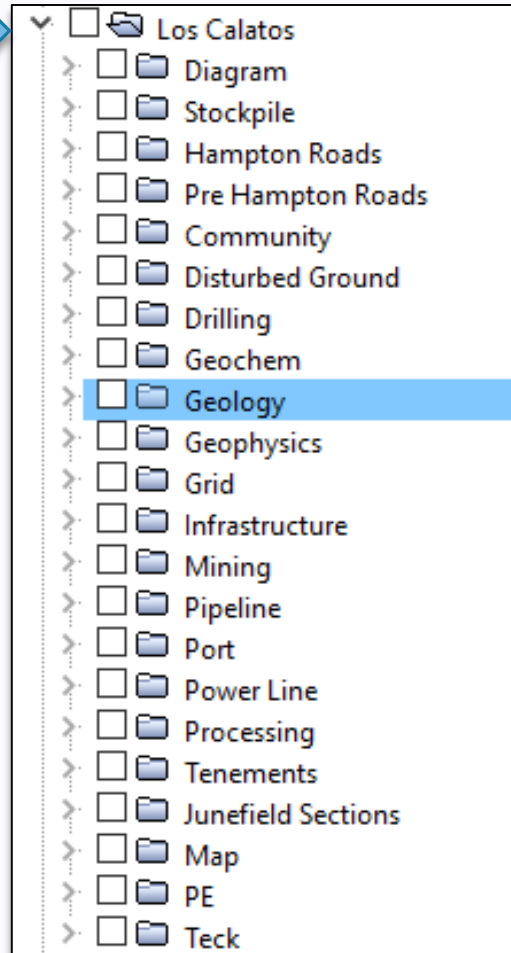 Los Calatos
Diagram
Stockpile
Hampton Roads
Pre Hampton Roads
Community
Disturbed Ground
Drilling
Geochem
Geology
Geophysics
Grid
Infrastructure
Mining
Pipeline
Port
Power Line
Processing
Tenements
Junefield Sections
Map
PE
Teck